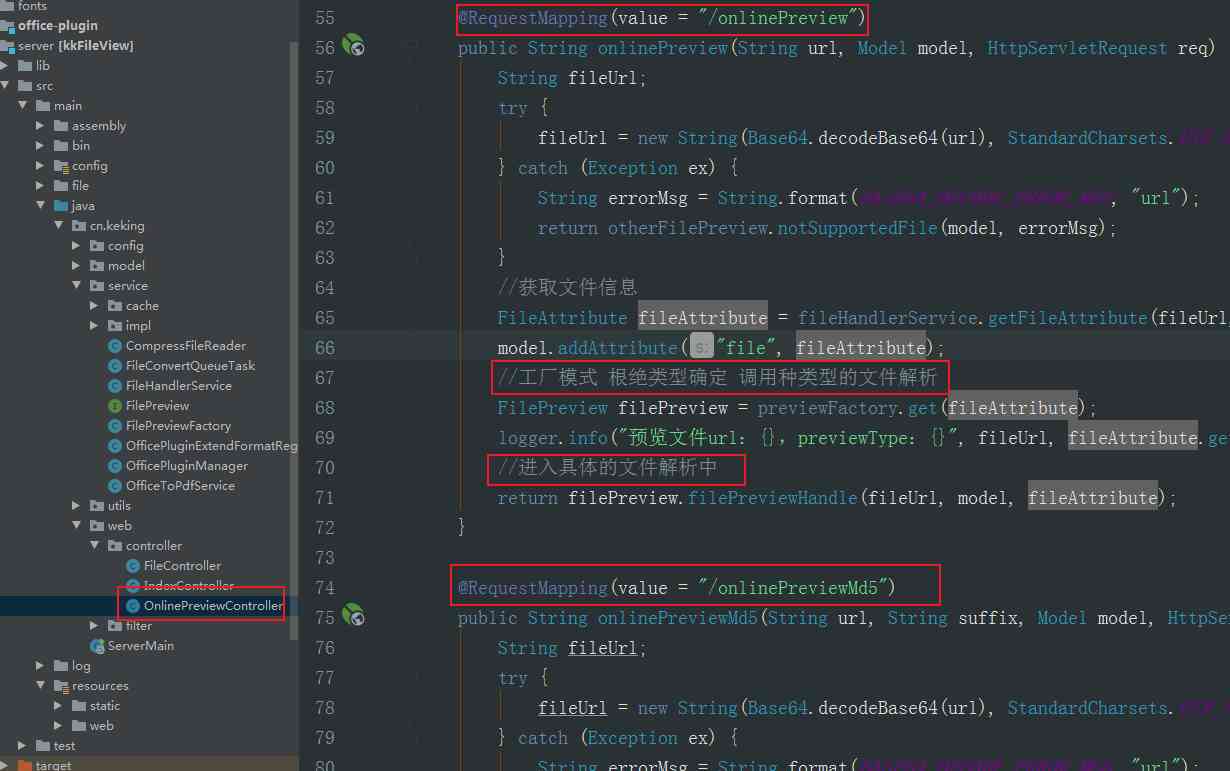 fonts
office-plugin
server [kkFileView]
lib
src
main
assembly
bin
config
file
java
cn.keking
config
model
service
cache
impl
CompressFileReader
FileConvertQueueTask
FileHandlerService
FilePreview
FilePreviewFactory
OfficePluginExtendFormatReg
OfficePluginManager
OfficeToPdfService
utils
web
controller
FileController
IndexController
OnlinePreviewController
filter
ServerMain
log
resources
static
web
test
target
55 @RequestMapping(value = "/onlinePreview")
56 public String onlinePreview(String url, Model model, HttpServletRequest req)
57 String fileUrl;
58 try {
59 fileUrl = new String(Base64.decodeBase64(url), StandardCharsets.
60 } catch (Exception ex) {
61 String errorMsg = String.format( , "url");
62 return otherFilePreview.notSupportedFile(model, errorMsg);
63 }
64 //获取文件信息
65 FileAttribute fileAttribute = fileHandlerService.getFileAttribute(fileUrl
66 model.addAttribute( s: "file", fileAttribute);
67 //工厂模式 根绝类型确定 调用种类型的文件解析
68 FilePreview filePreview = previewFactory.get(fileAttribute);
69 logger.info("预览文件url: {}, previewType: {}", fileUrl, fileAttribute.ge
70 //进入具体的文件解析中
71 return filePreview.filePreviewHandle(fileUrl, model, fileAttribute);
72 }
73
74 @RequestMapping(value = "/onlinePreviewMd5")
75 public String onlinePreviewMd5(String url, String suffix, Model model, HttpSe
76 String fileUrl;
77 try {
78 fileUrl = new String(Base64.decodeBase64(url), StandardCharsets.
79 } catch (Exception ex) {
80 String errorMsg = String.format( , "url");